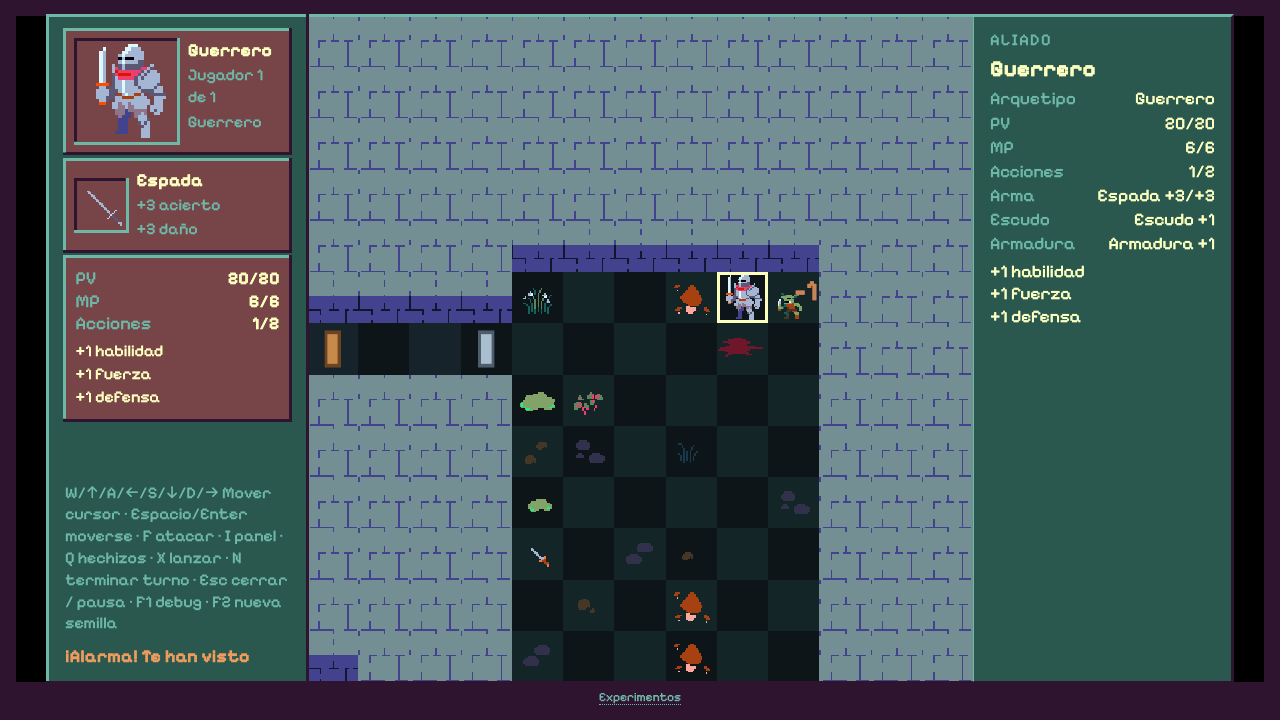 Guerrero
Jugador 1
de 1
Guerrero
Espada
+3 acierto
+3 daño
PV 20/20
MP 6/6
Acciones 1/2
+1 habilidad
+1 fuerza
+1 defensa
W/↑/A/←/S/↓/D/→ Mover
cursor · Espacio/Enter
moverse · F atacar · I panel ·
Q hechizos · X lanzar · N
terminar turno · Esc cerrar
/ pausa · F1 debug · F2 nueva
semilla
¡Alarma! Te han visto
-1
ALIADO
Guerrero
Arquetipo Guerrero
PV 20/20
MP 6/6
Acciones 1/2
Arma Espada +3/+3
Escudo Escudo +1
Armadura Armadura +1
+1 habilidad
+1 fuerza
+1 defensa
Experimentos